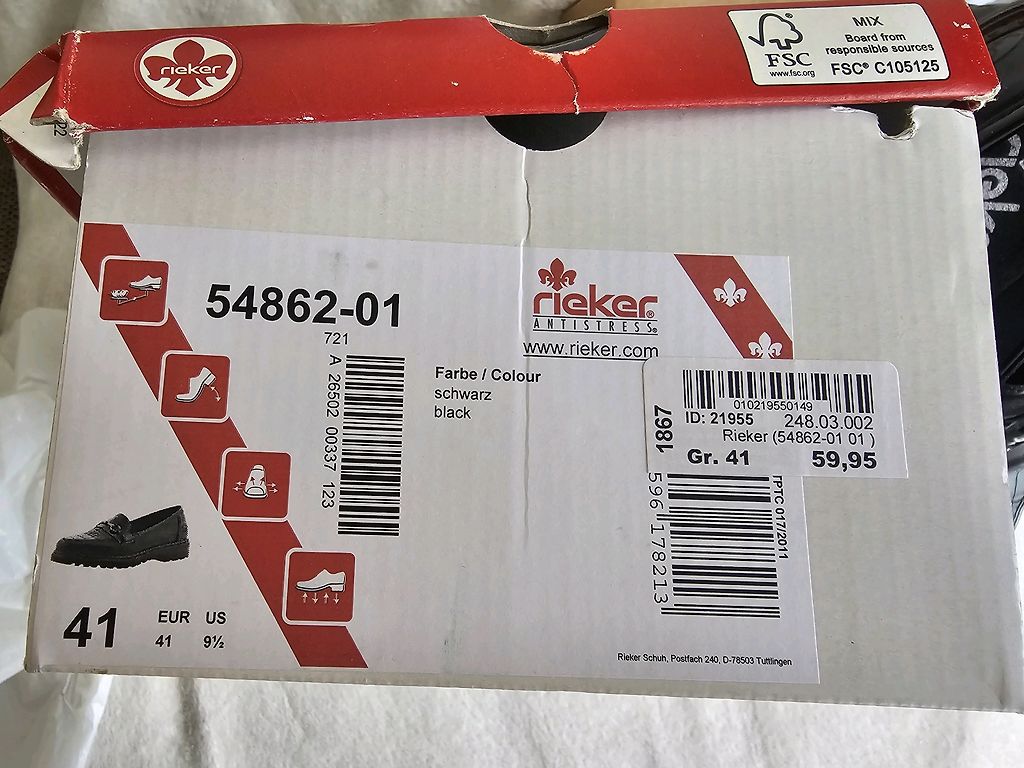 rieker
FSC
www.fsc.org
MIX
Board from
responsible sources
FSC® C105125
22
54862-01
721
A 26502 00337 123
rieker®
ANTISTRESS®
www.rieker.com
Farbe / Colour
schwarz
black
010219550149
ID: 21955 248.03.002
Rieker (54862-01 01 )
Gr. 41 59,95
1867
596 178213
TPTC 017/2011
41
EUR US
41 9½
Rieker Schuh, Postfach 240, D-78503 Tuttlingen